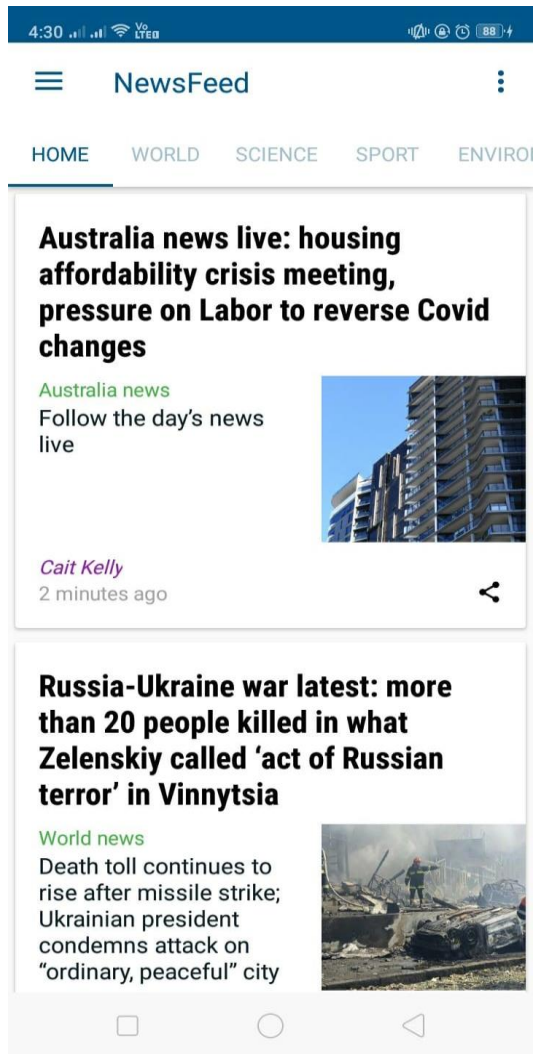 4:30 Vo LTE 88
NewsFeed
HOME WORLD SCIENCE SPORT ENVIRO
Australia news live: housing
affordability crisis meeting,
pressure on Labor to reverse Covid
changes
Australia news
Follow the day’s news
live
Cait Kelly
2 minutes ago
Russia-Ukraine war latest: more
than 20 people killed in what
Zelenskiy called ‘act of Russian
terror’ in Vinnytsia
World news
Death toll continues to
rise after missile strike;
Ukrainian president
condemns attack on
“ordinary, peaceful” city